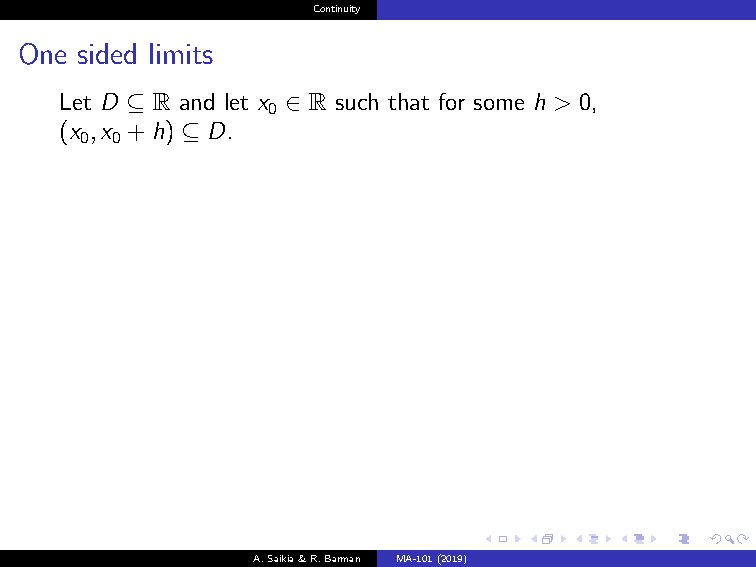 Continuity
One sided limits
Let D ⊆ ℝ and let x₀ ∈ ℝ such that for some h > 0,
(x₀, x₀ + h) ⊆ D.
A. Saikia & R. Barman MA-101 (2019)